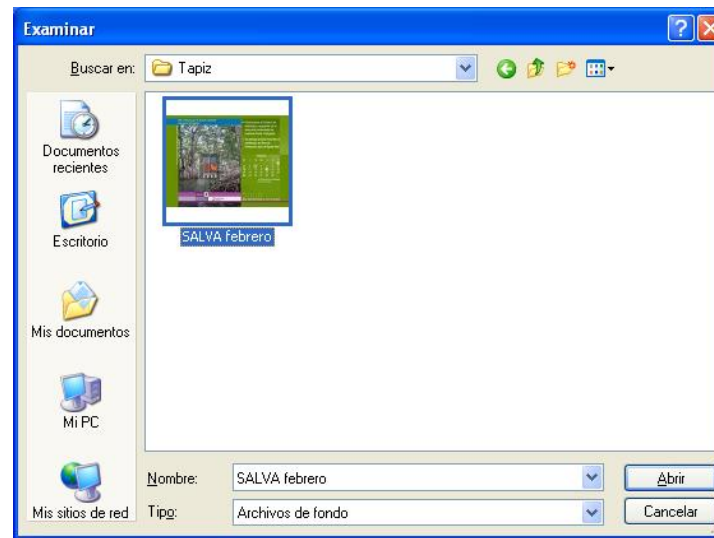 Examinar
Buscar en:
Tapiz
Documentos
recientes
Escritorio
Mis documentos
Mi PC
Mis sitios de red
SALVA febrero
Nombre:
SALVA febrero
Abrir
Tipo:
Archivos de fondo
Cancelar